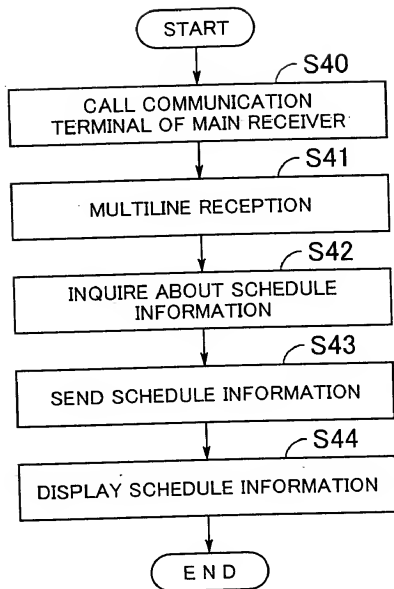 START
S40
CALL COMMUNICATION
TERMINAL OF MAIN RECEIVER
S41
MULTILINE RECEPTION
S42
INQUIRE ABOUT SCHEDULE
INFORMATION
S43
SEND SCHEDULE INFORMATION
S44
DISPLAY SCHEDULE INFORMATION
END